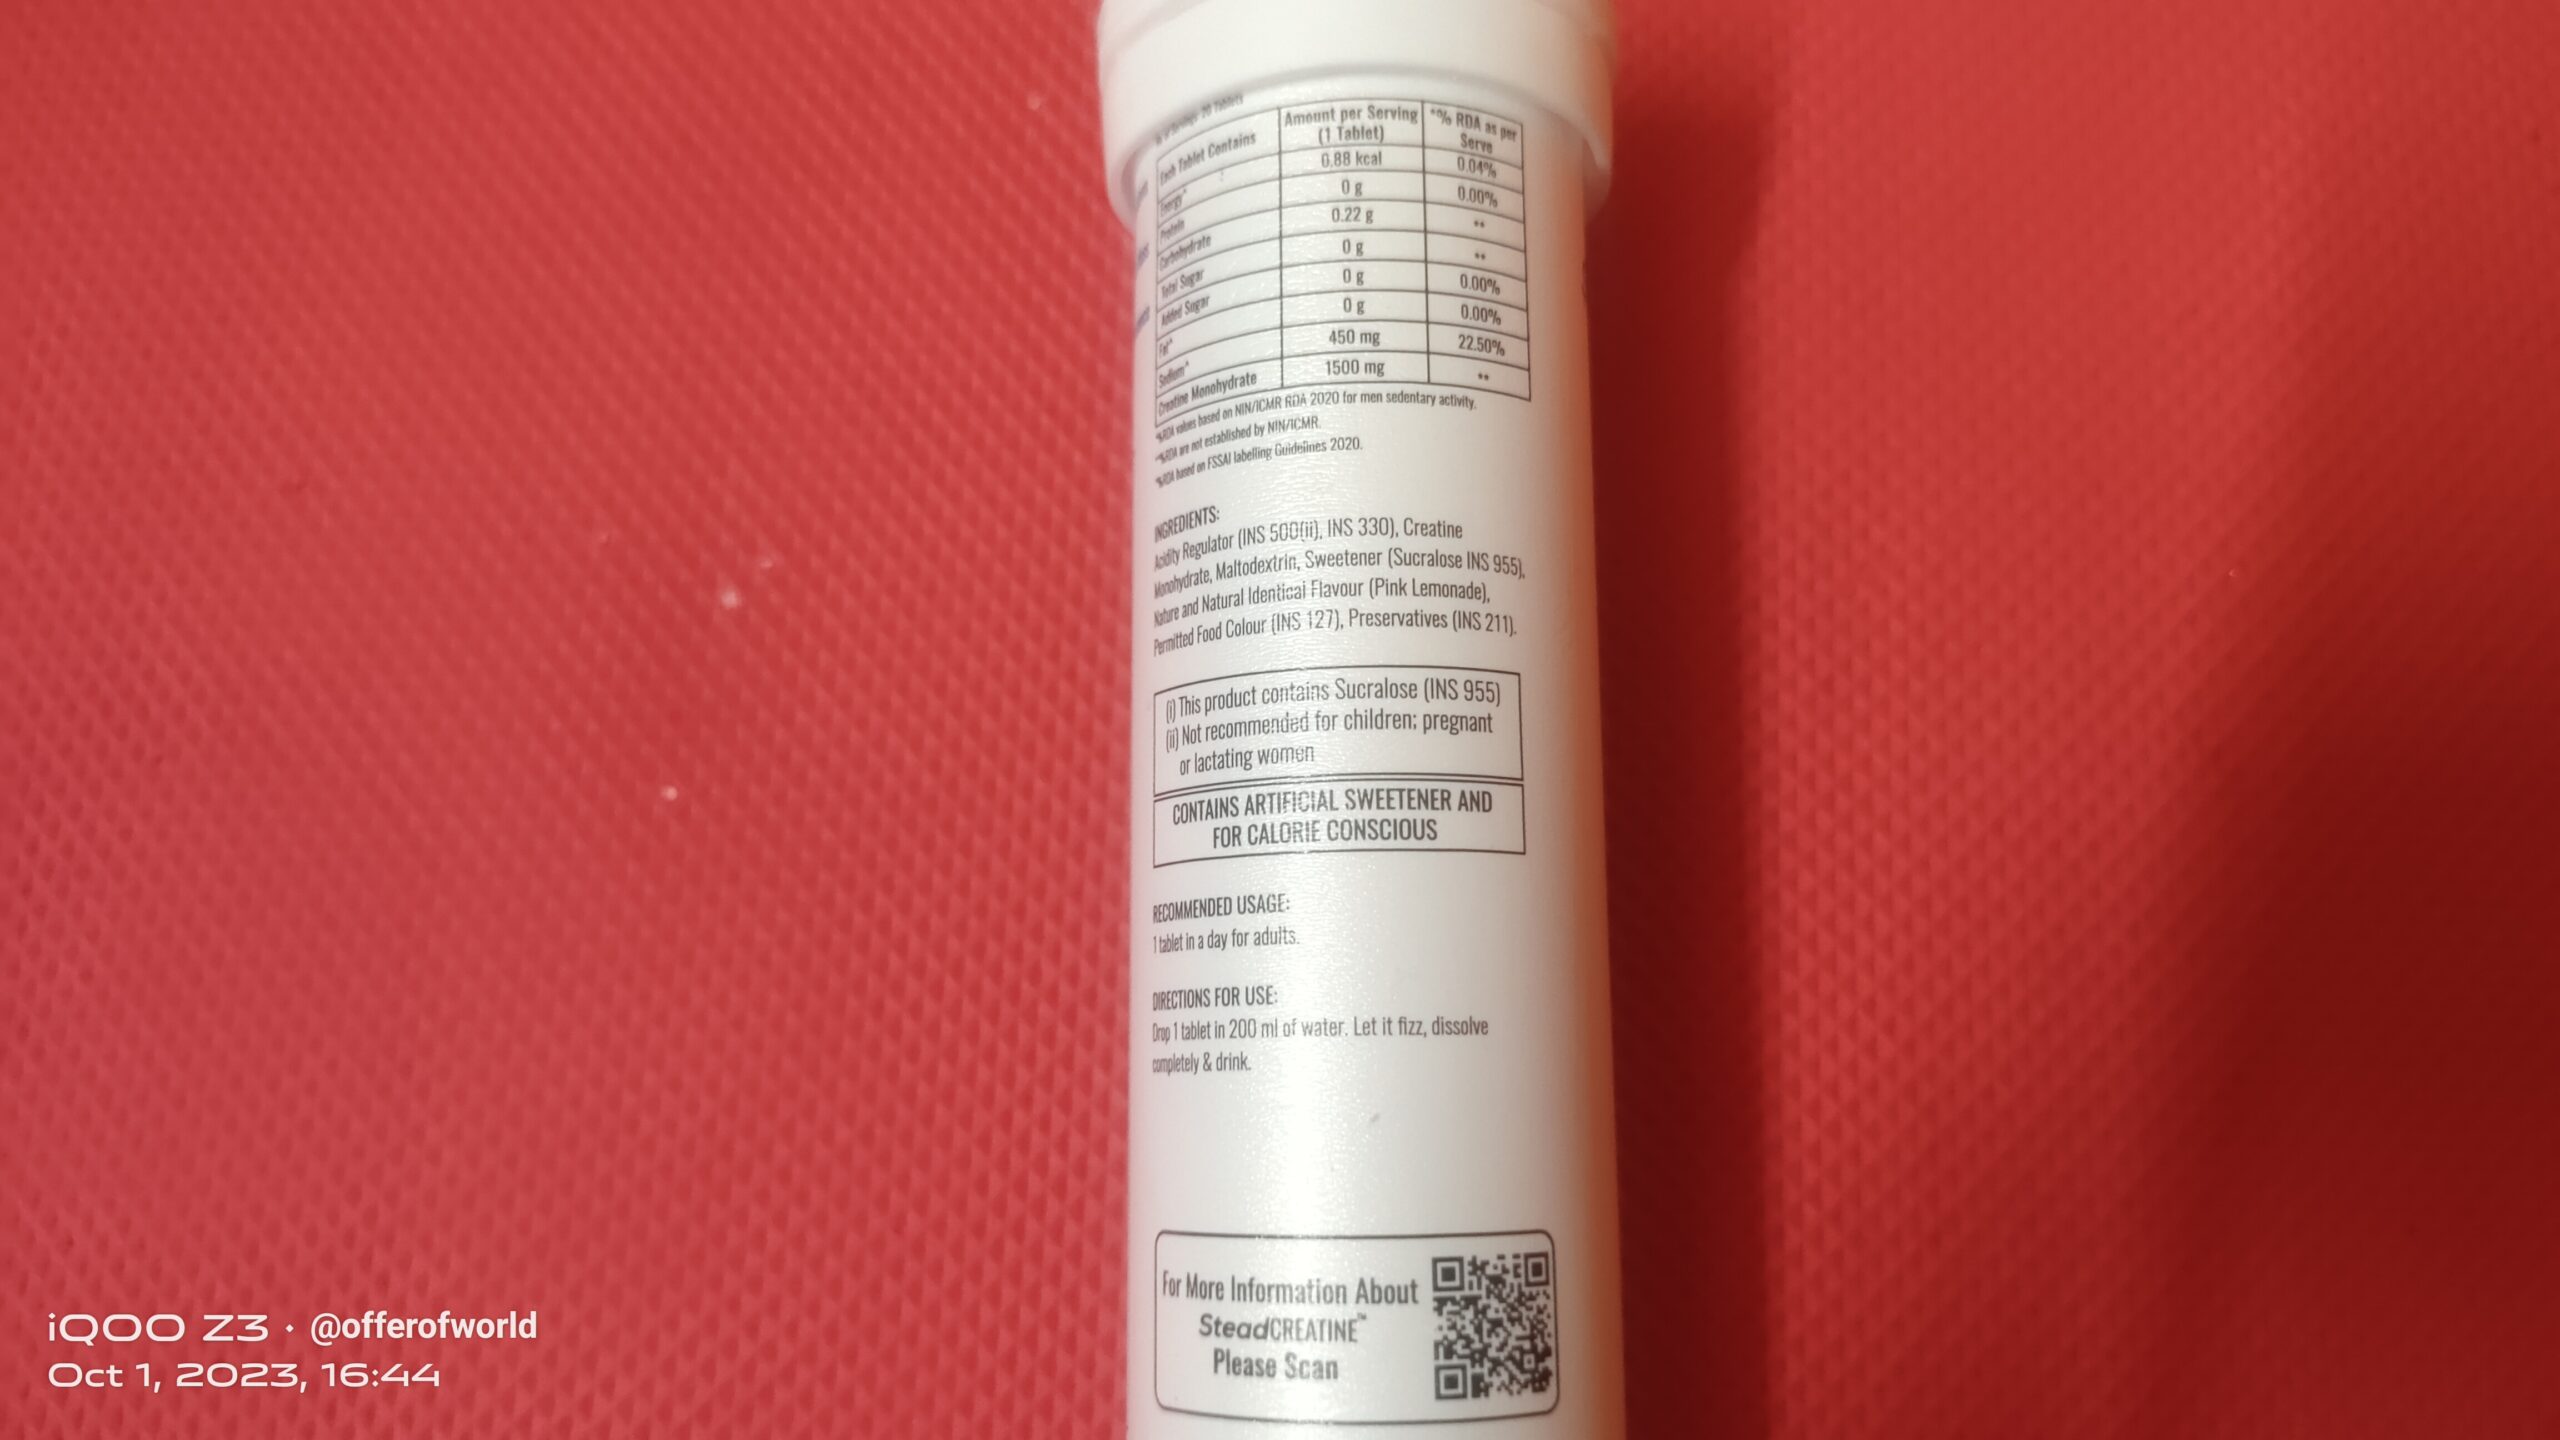 No of Servings: 20 Tablets
Each Tablet Contains Amount per Serving (1 Tablet) *% RDA as per Serve
Energy^ 0.88 kcal 0.04%
Protein 0 g 0.00%
Carbohydrate 0.22 g **
Total Sugar 0 g **
Added Sugar 0 g 0.00%
Fat^ 0 g 0.00%
Sodium^ 450 mg 22.50%
Creatine Monohydrate 1500 mg **
*%RDA values based on NIN/ICMR RDA 2020 for men sedentary activity.
**%RDA are not established by NIN/ICMR.
^%RDA based on FSSAI labelling Guidelines 2020.
INGREDIENTS:
Acidity Regulator (INS 500(ii), INS 330), Creatine
Monohydrate, Maltodextrin, Sweetener (Sucralose INS 955),
Nature and Natural Identical Flavour (Pink Lemonade),
Permitted Food Colour (INS 127), Preservatives (INS 211).
(i) This product contains Sucralose (INS 955)
(ii) Not recommended for children; pregnant
or lactating women
CONTAINS ARTIFICIAL SWEETENER AND
FOR CALORIE CONSCIOUS
RECOMMENDED USAGE:
1 tablet in a day for adults.
DIRECTIONS FOR USE:
Drop 1 tablet in 200 ml of water. Let it fizz, dissolve
completely & drink.
For More Information About
SteadCREATINE™
Please Scan
iQOO Z3 · @offerofworld
Oct 1, 2023, 16:44